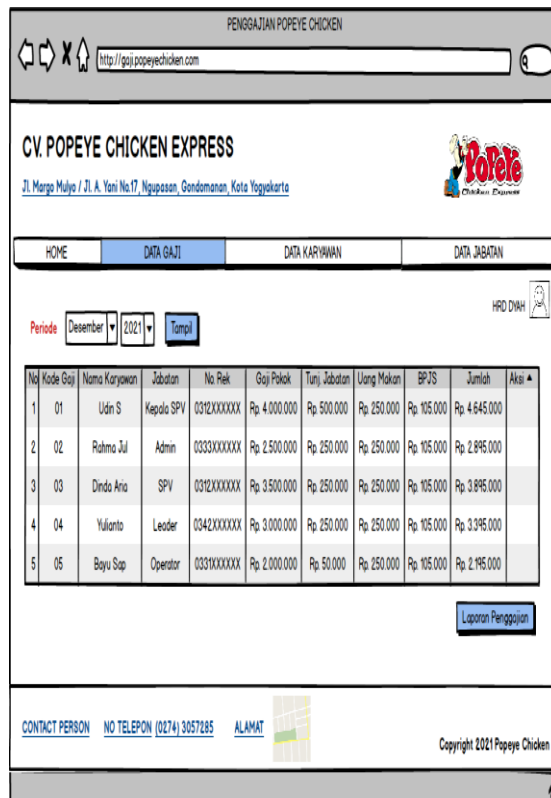 PENGGAJIAN POPEYE CHICKEN
http://gaji.popeyechicken.com
CV. POPEYE CHICKEN EXPRESS
Jl. Margo Mulyo / Jl. A. Yani No.17, Ngupasan, Gondomanan, Kota Yogyakarta
Popeye
Chicken Express
HOME DATA GAJI DATA KARYAWAN DATA JABATAN
HRD DYAH
Periode Desember 2021 Tampil
No Kode Gaji Nama Karyawan Jabatan No Rek Gaji Pokok Tunj. Jabatan Uang Makan BPJS Jumlah Aksi
1 01 Udin S Kepala SPV 0312XXXXXX Rp. 4.000.000 Rp. 500.000 Rp. 250.000 Rp. 105.000 Rp. 4.645.000
2 02 Rahma Jul Admin 0333XXXXXX Rp. 2.500.000 Rp. 250.000 Rp. 250.000 Rp. 105.000 Rp. 2.895.000
3 03 Dinda Aria SPV 0312XXXXXX Rp. 3.500.000 Rp. 250.000 Rp. 250.000 Rp. 105.000 Rp. 3.895.000
4 04 Yulianto Leader 0342XXXXXX Rp. 3.000.000 Rp. 250.000 Rp. 250.000 Rp. 105.000 Rp. 3.395.000
5 05 Bayu Sap Operator 0331XXXXXX Rp. 2.000.000 Rp. 50.000 Rp. 250.000 Rp. 105.000 Rp. 2.195.000
Laporan Penggajian
CONTACT PERSON NO TELEPON (0274) 3057285 ALAMAT
Copyright 2021 Popeye Chicken